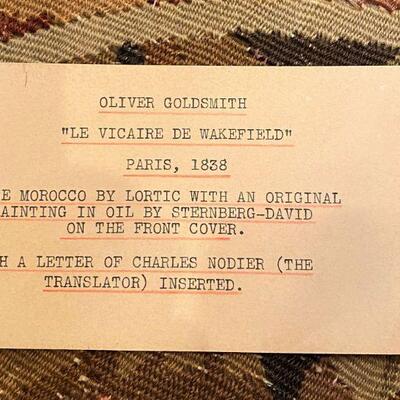 OLIVER GOLDSMITH
"LE VICAIRE DE WAKEFIELD"
PARIS, 1838
E MOROCCO BY LORTIC WITH AN ORIGINAL
AINTING IN OIL BY STERNBERG-DAVID
ON THE FRONT COVER.
H A LETTER OF CHARLES NODIER (THE
TRANSLATOR) INSERTED.